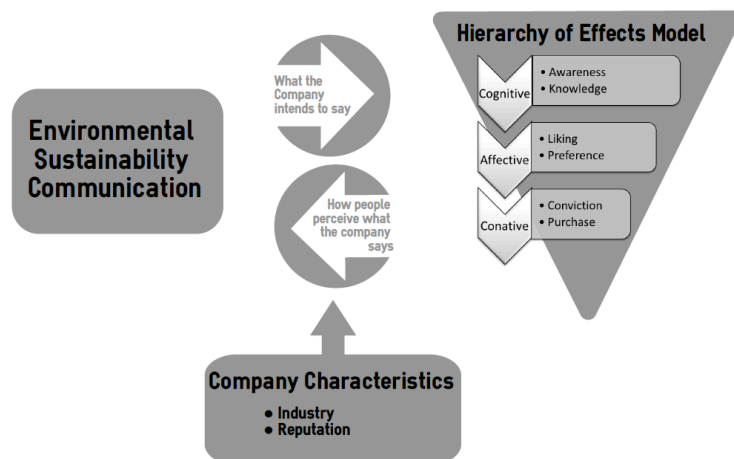 Environmental
Sustainability
Communication
What the
Company
intends to say
How people
perceive what
the company
says
Company Characteristics
● Industry
● Reputation
Hierarchy of Effects Model
Cognitive
• Awareness
• Knowledge
Affective
• Liking
• Preference
Conative
• Conviction
• Purchase